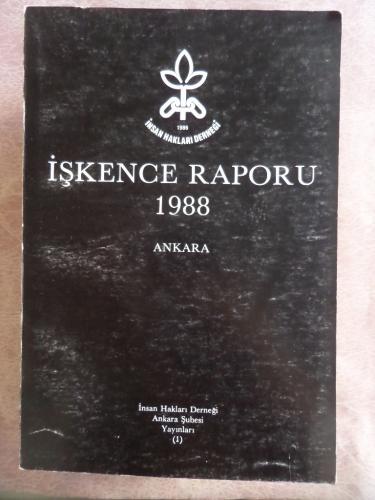 1986
İNSAN HAKLARI DERNEĞİ
İŞKENCE RAPORU
1988
ANKARA
İnsan Hakları Derneği
Ankara Şubesi
Yayınları
(1)